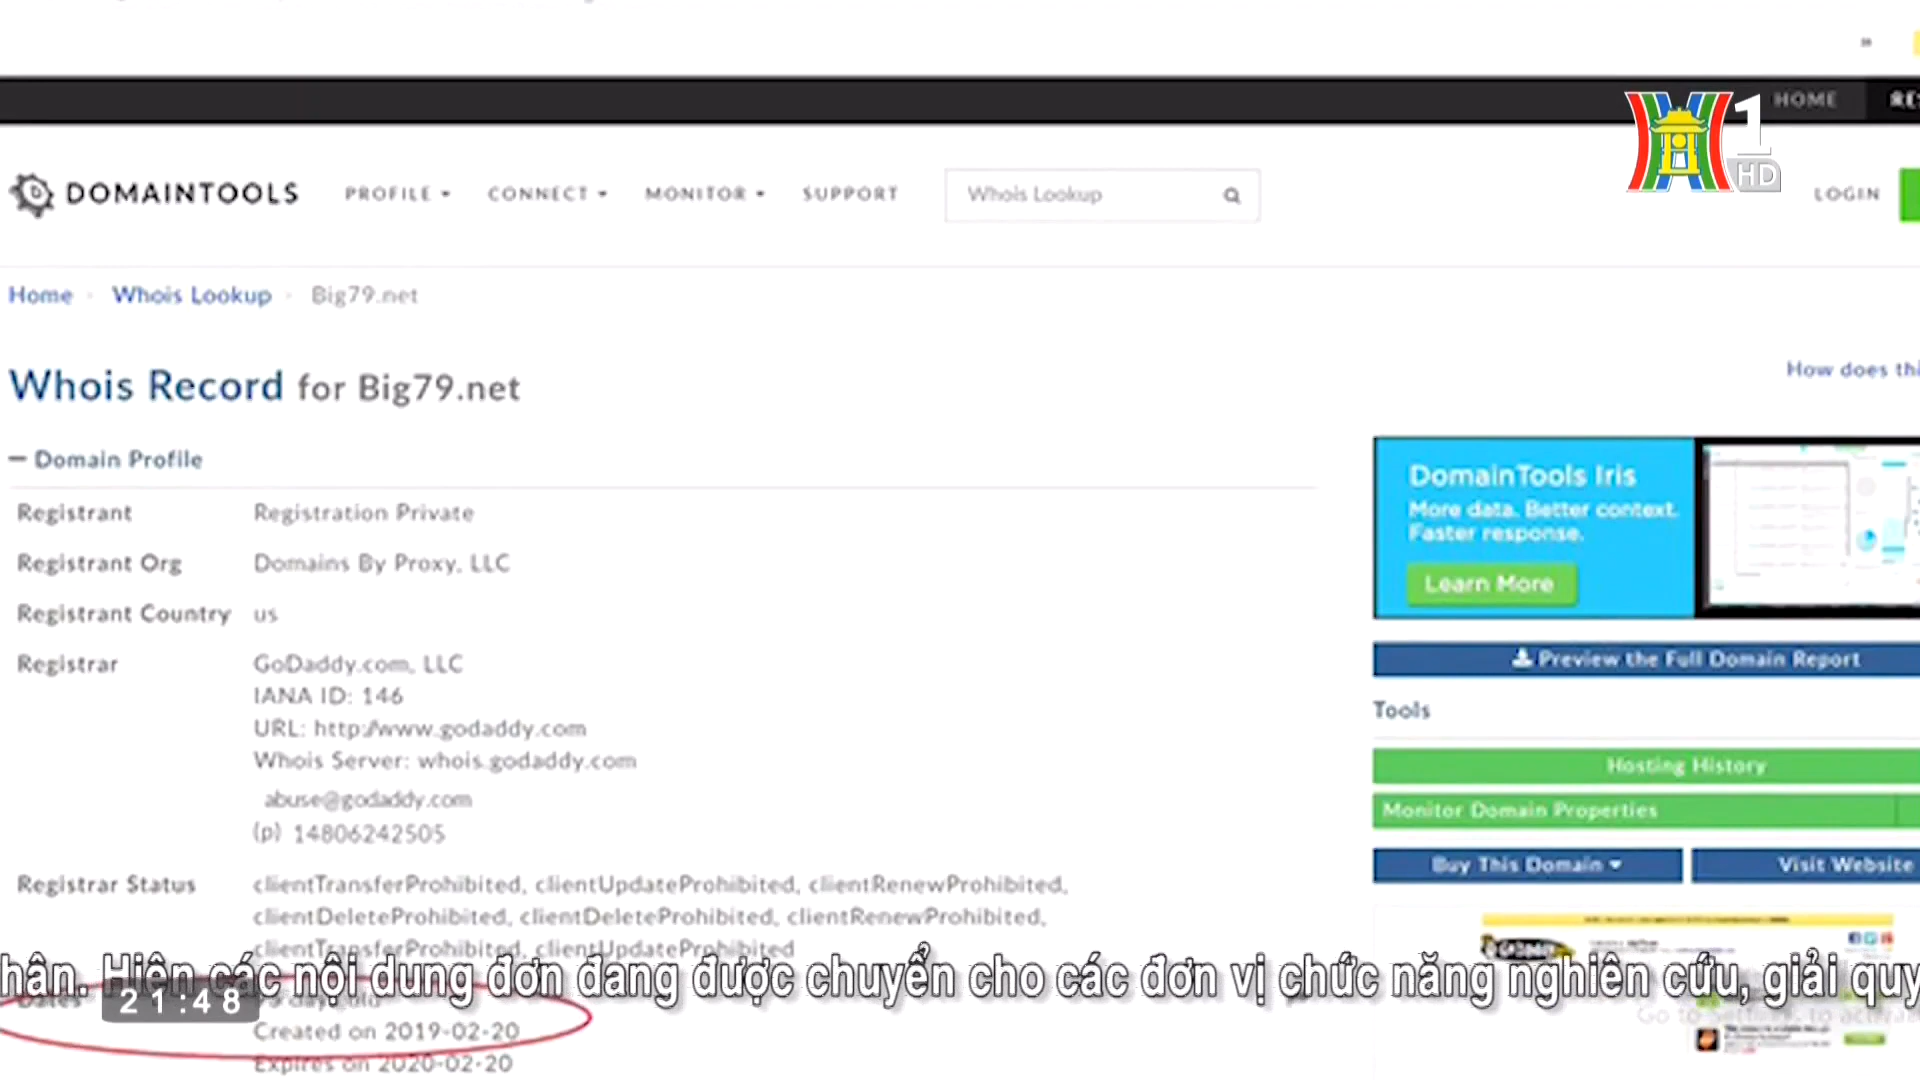 HOME
1
HD
DOMAINTOOLS
PROFILE
CONNECT
MONITOR
SUPPORT
Whois Lookup
LOGIN
Home
Whois Lookup
Big79.net
Whois Record for Big79.net
How does thi
— Domain Profile
Registrant Registration Private
Registrant Org Domains By Proxy, LLC
Registrant Country us
Registrar GoDaddy.com, LLC
IANA ID: 146
URL: http://www.godaddy.com
Whois Server: whois.godaddy.com
abuse@godaddy.com
(p) 14806242505
Registrar Status clientTransferProhibited, clientUpdateProhibited, clientRenewProhibited,
clientDeleteProhibited, clientDeleteProhibited, clientRenewProhibited,
clientTransferProhibited, clientUpdateProhibited
Dates
Created on 2019-02-20
Expires on 2020-02-20
DomainTools Iris
More data. Better context.
Faster response.
Learn More
Preview the Full Domain Report
Tools
Hosting History
Monitor Domain Properties
Buy This Domain
Visit Website
hân. Hiện các nội dung đơn đang được chuyển cho các đơn vị chức năng nghiên cứu, giải quy
21:48